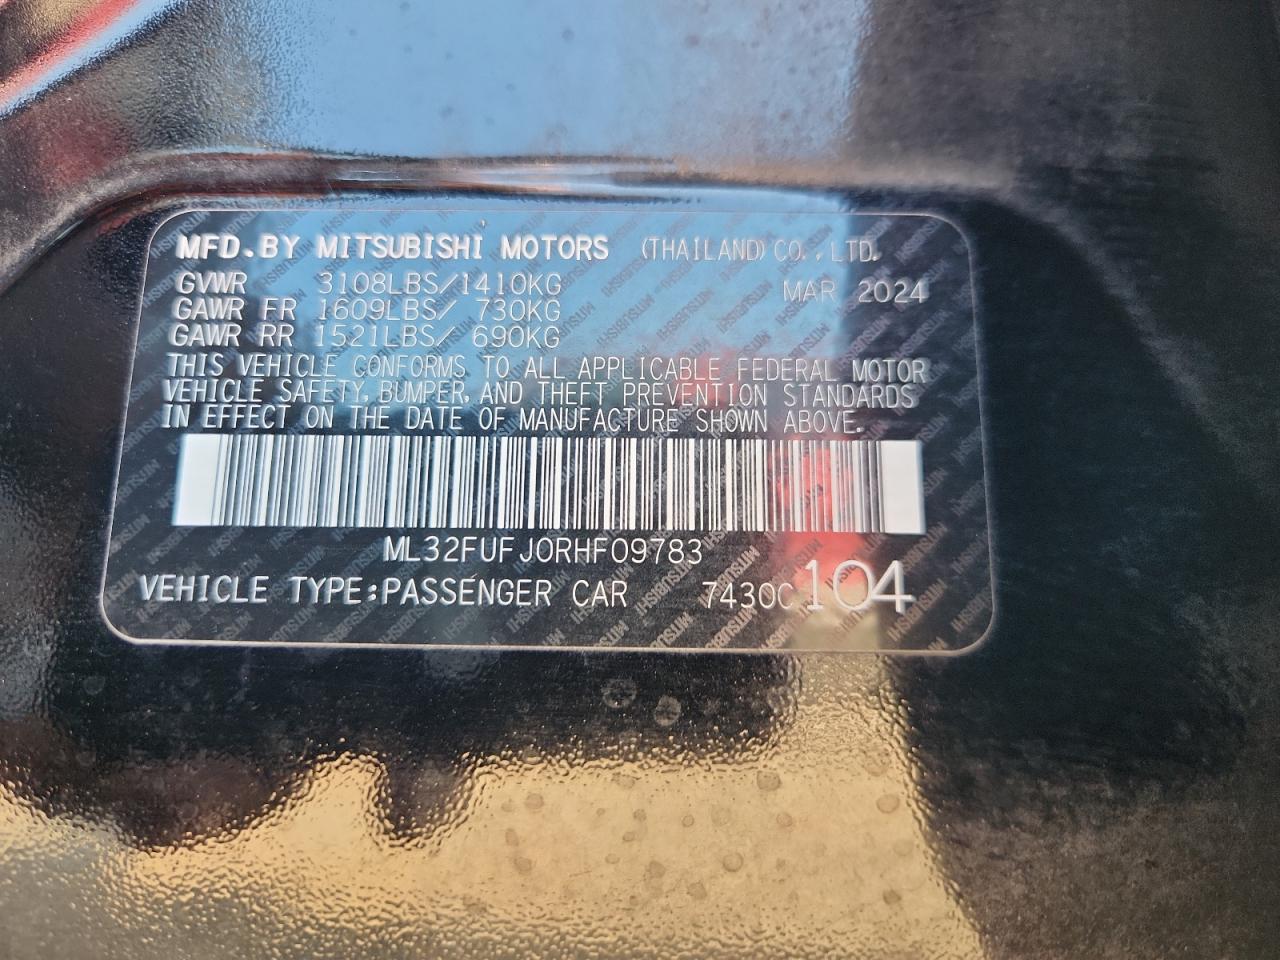 MFD.BY MITSUBISHI MOTORS (THAILAND) CO., LTD.
GVWR 3108LBS/1410KG MAR 2024
GAWR FR 1609LBS/ 730KG
GAWR RR 1521LBS/ 690KG
THIS VEHICLE CONFORMS TO ALL APPLICABLE FEDERAL MOTOR
VEHICLE SAFETY, BUMPER, AND THEFT PREVENTION STANDARDS
IN EFFECT ON THE DATE OF MANUFACTURE SHOWN ABOVE.
ML32FUFJ0RHF09783
VEHICLE TYPE:PASSENGER CAR 7430C 104